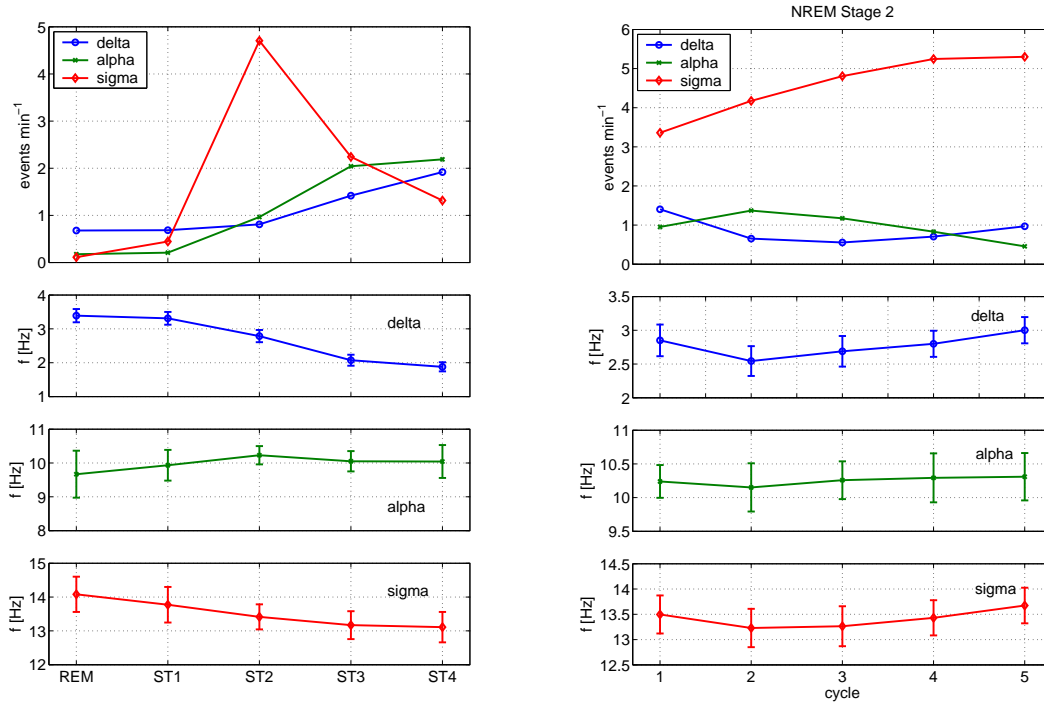 5
4
3
2
1
0
events min⁻¹
delta
alpha
sigma
4
3
2
1
f [Hz]
delta
11
10
9
8
f [Hz]
alpha
15
14
13
12
f [Hz]
sigma
REM ST1 ST2 ST3 ST4
NREM Stage 2
6
5
4
3
2
1
0
events min⁻¹
delta
alpha
sigma
3.5
3
2.5
2
f [Hz]
delta
11
10.5
10
9.5
f [Hz]
alpha
14.5
14
13.5
13
12.5
f [Hz]
sigma
1 2 3 4 5
cycle